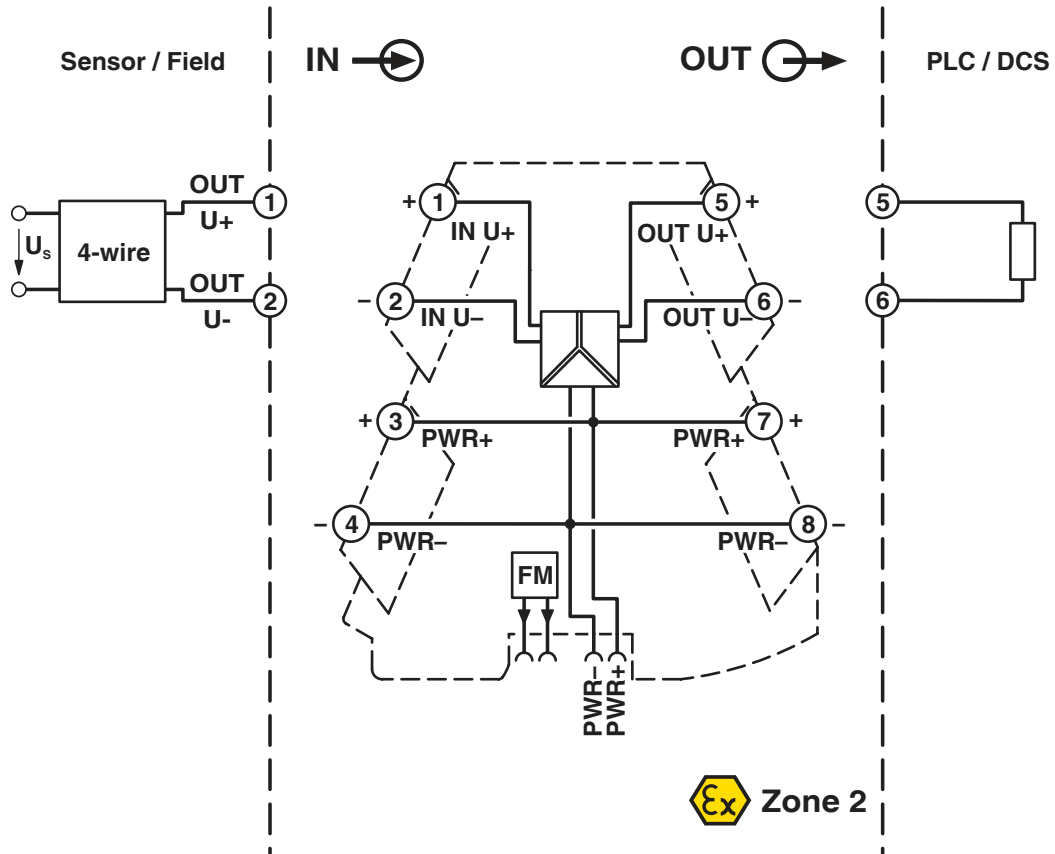 Sensor / Field
IN
OUT
PLC / DCS
OUT
U+
1
Us
4-wire
OUT
U-
2
+ 1
IN U+
5 +
OUT U+
– 2
IN U–
6 –
OUT U–
+ 3
PWR+
7 +
PWR+
– 4
PWR–
8 –
PWR–
FM
PWR–
PWR+
5
6
Ex Zone 2